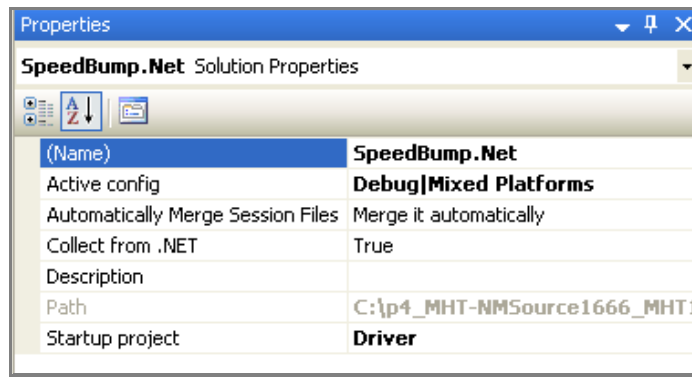 Properties
SpeedBump.Net Solution Properties
(Name) SpeedBump.Net
Active config Debug|Mixed Platforms
Automatically Merge Session Files Merge it automatically
Collect from .NET True
Description
Path C:\p4_MHT-NMSource1666_MHT1
Startup project Driver